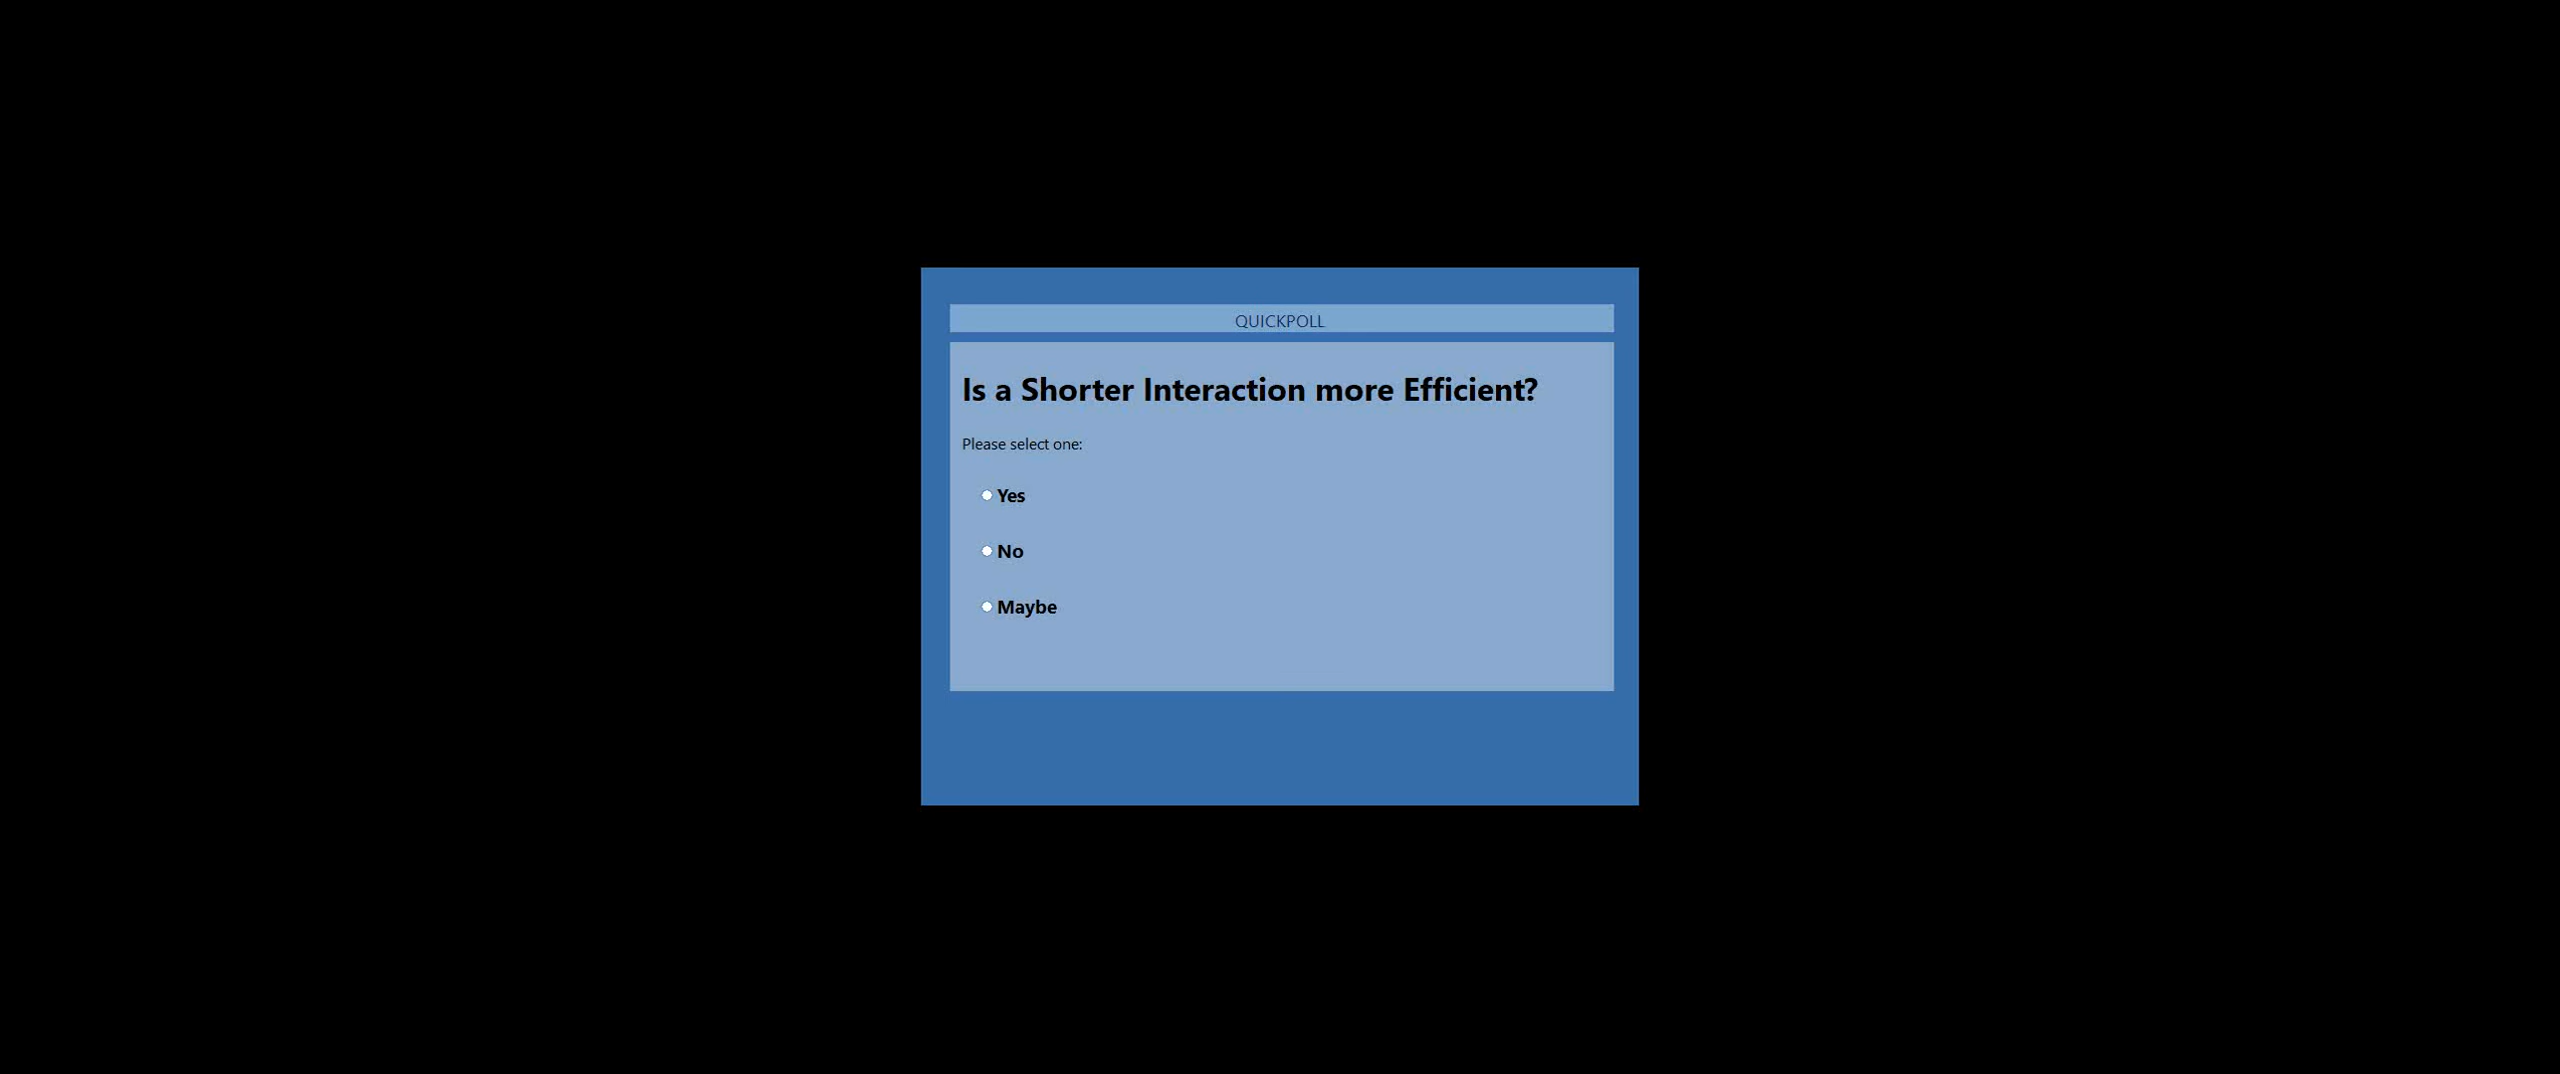 QUICKPOLL
Is a Shorter Interaction more Efficient?
Please select one:
Yes
No
Maybe